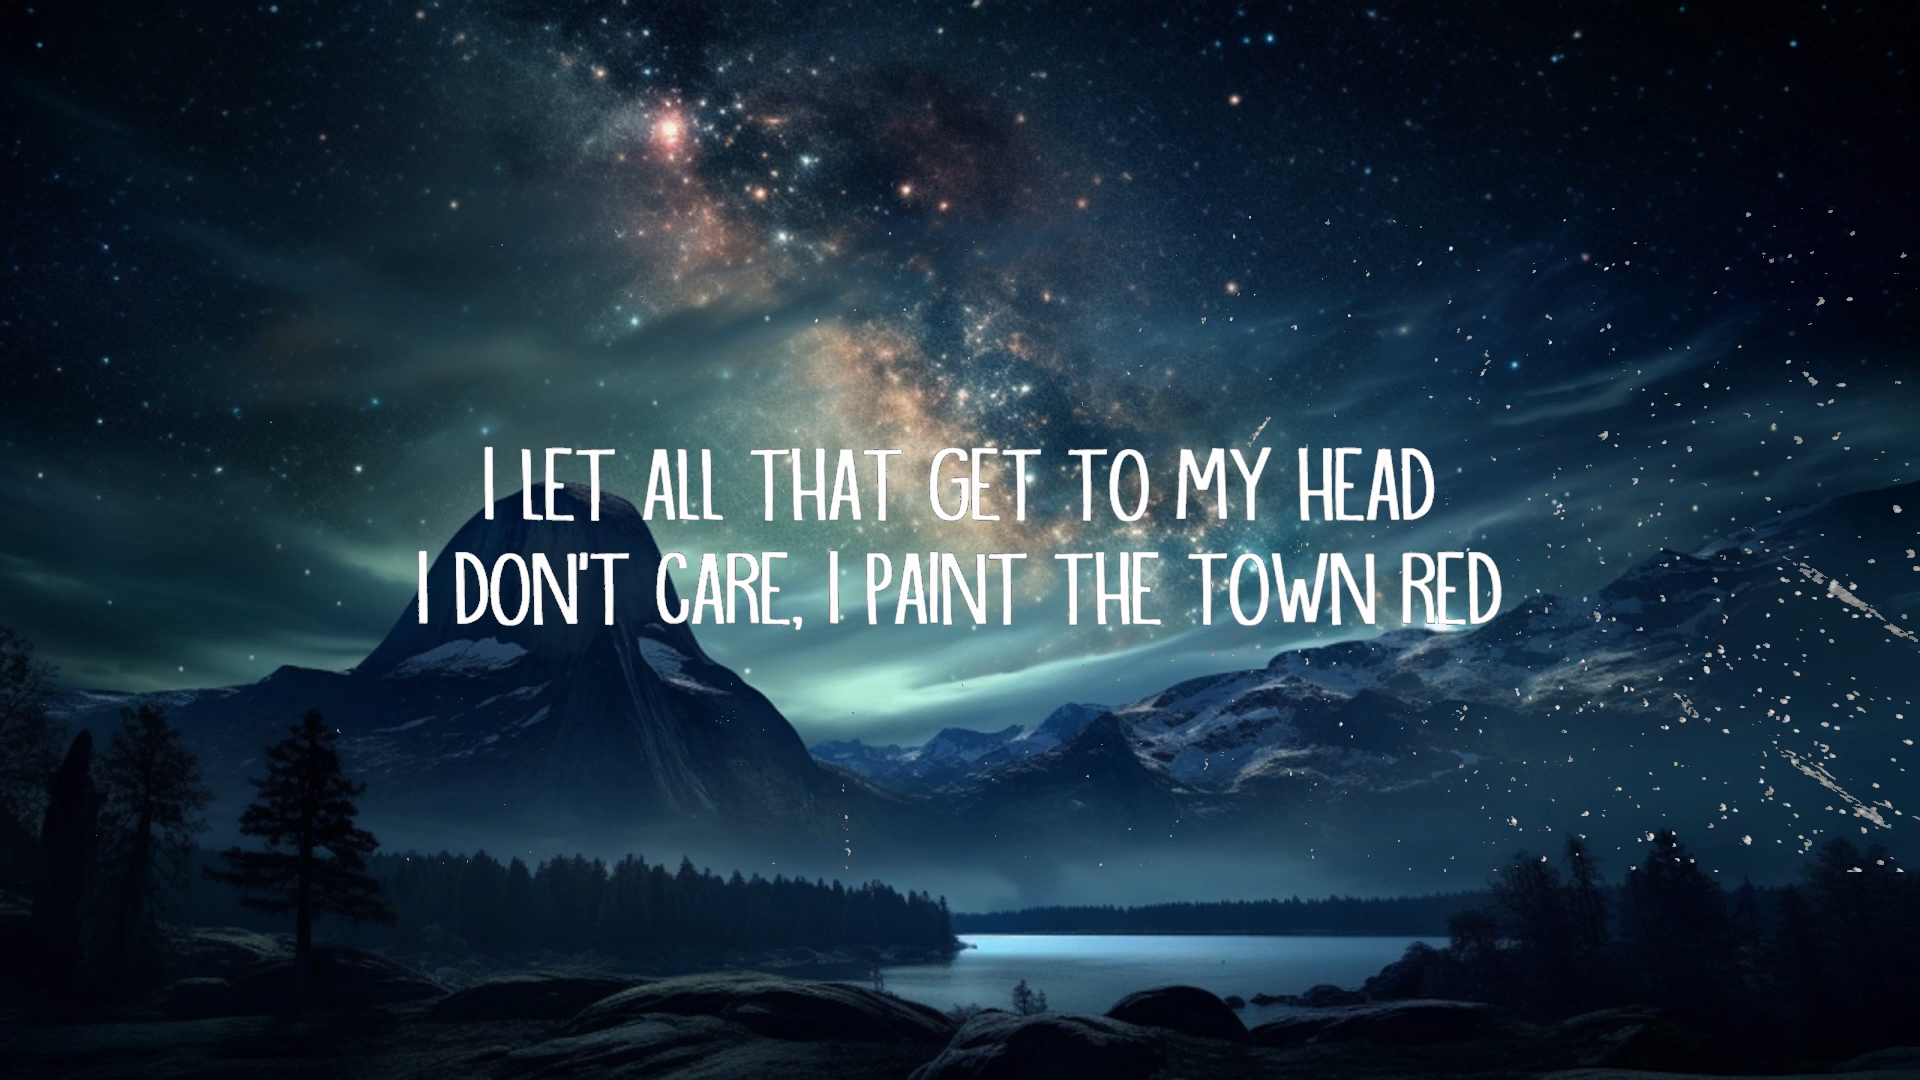 I LET ALL THAT GET TO MY HEAD
I DON'T CARE, I PAINT THE TOWN RED